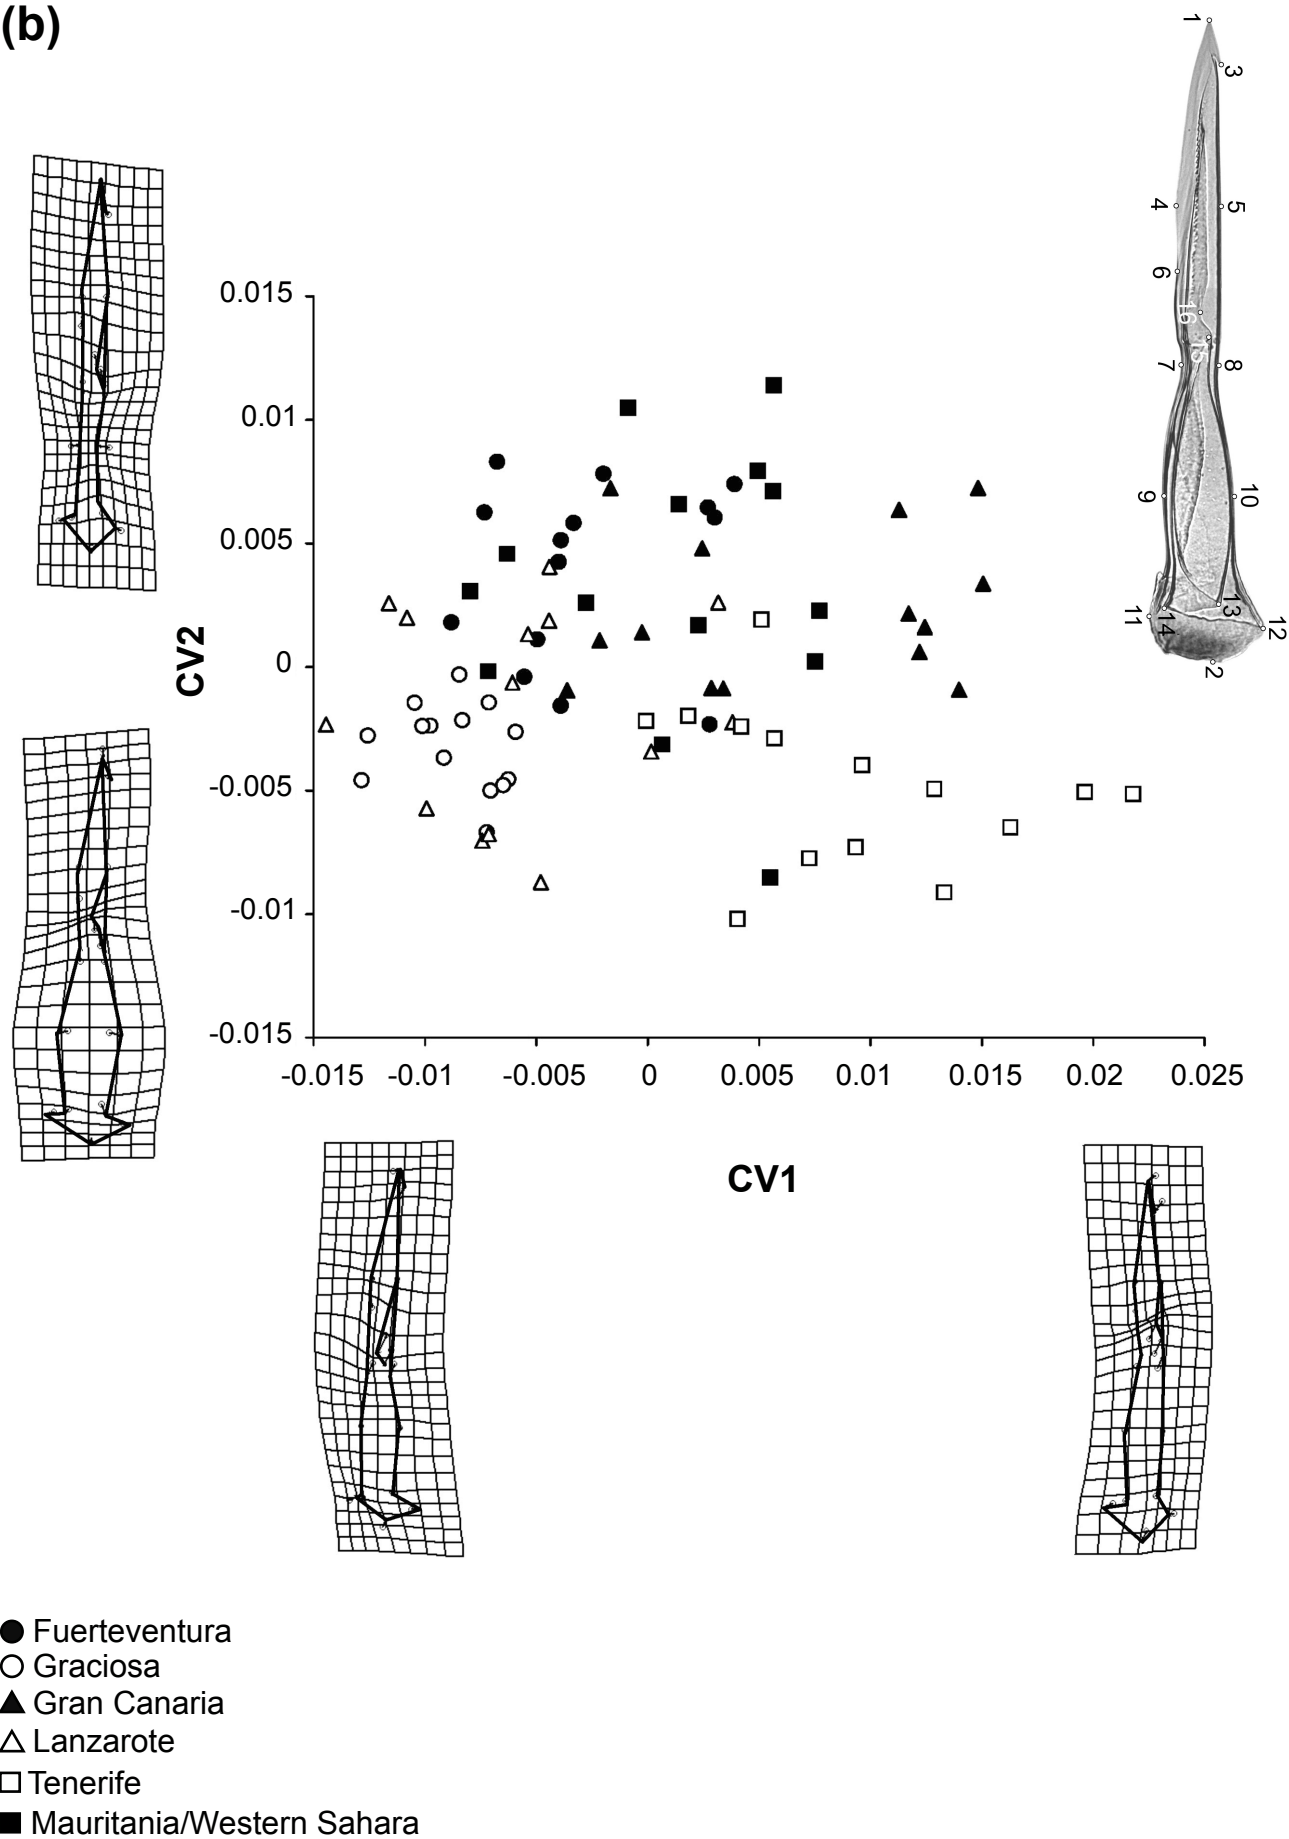 (b)
1
3
4
5
6
16
15
7
8
9
10
11
14
13
12
2
0.015
0.01
0.005
0
-0.005
-0.01
-0.015
CV2
-0.015 -0.01 -0.005 0 0.005 0.01 0.015 0.02 0.025
CV1
Fuerteventura
Graciosa
Gran Canaria
Lanzarote
Tenerife
Mauritania/Western Sahara